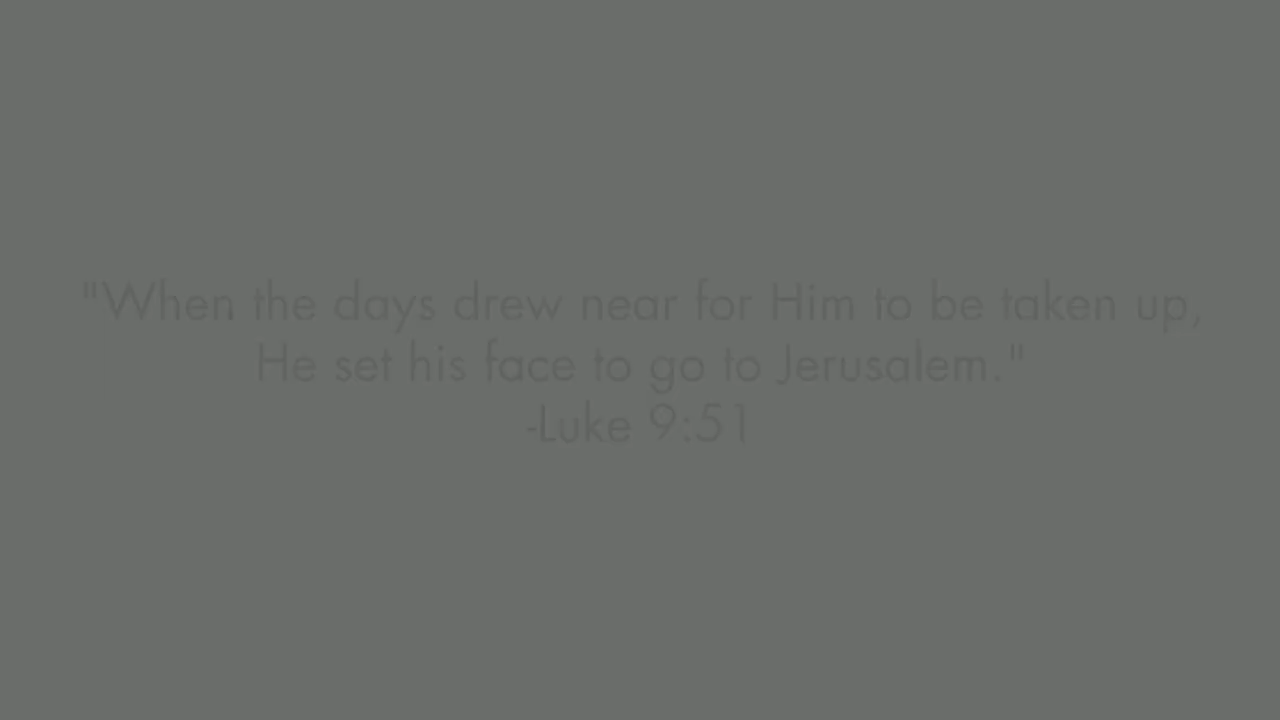 "When the days drew near for Him to be taken up,
He set his face to go to Jerusalem."
-Luke 9:51